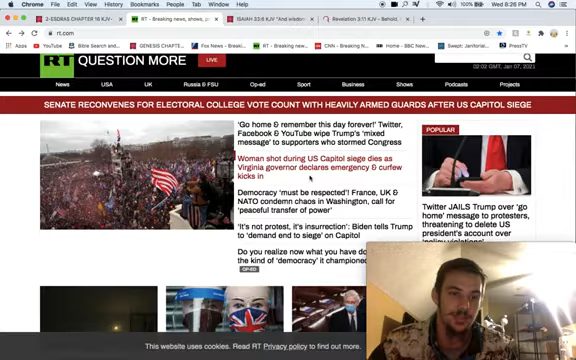 Chrome File Edit View History Bookmarks People Tab Window Help
Wed 8:28 PM
2-ESDRAS CHAPTER 16 KJV
RT - Breaking news, shows, p
ISAIAH 33:6 KJV "And wisdom
Revelation 3:11 KJV - Behold,
rt.com
Apps
YouTube
Bible Search and
GENESIS CHAPTE
Fox News - Breaki
RT - Breaking news
CNN - Breaking
Home - BBC News
Swagg: Janitorial
PressTV
RT QUESTION MORE
LIVE
02:02 GMT, Jan 07, 2021
News USA UK Russia & FSU Op-ed Sport Business Shows Podcasts Projects
SENATE RECONVENES FOR ELECTORAL COLLEGE VOTE COUNT WITH HEAVILY ARMED GUARDS AFTER US CAPITOL SIEGE
'Go home & remember this day forever!' Twitter,
Facebook & YouTube wipe Trump's 'mixed
message' to supporters who stormed Congress
Woman shot during US Capitol siege dies as
Virginia governor declares emergency & curfew
kicks in
Democracy 'must be respected'! France, UK &
NATO condemn chaos in Washington, call for
'peaceful transfer of power'
'It's not protest, it's insurrection': Biden tells Trump
to 'demand end to siege' on Capitol
Do you realize now what you have do
the kind of 'democracy' it championed
OP-ED
POPULAR
Twitter JAILS Trump over 'go
home' message to protesters,
threatening to delete US
president's account over
This website uses cookies. Read RT Privacy policy to find out more.